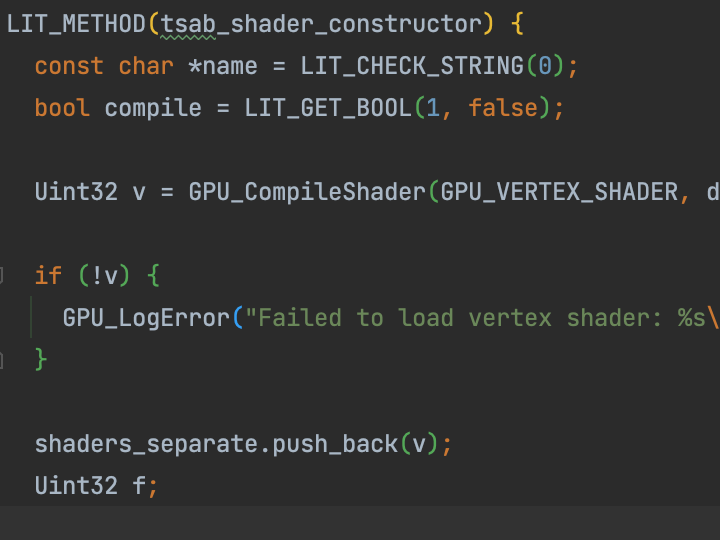 LIT_METHOD(tsab_shader_constructor) {
const char *name = LIT_CHECK_STRING(0);
bool compile = LIT_GET_BOOL(1, false);
Uint32 v = GPU_CompileShader(GPU_VERTEX_SHADER, d
if (!v) {
GPU_LogError("Failed to load vertex shader: %s\
}
shaders_separate.push_back(v);
Uint32 f;